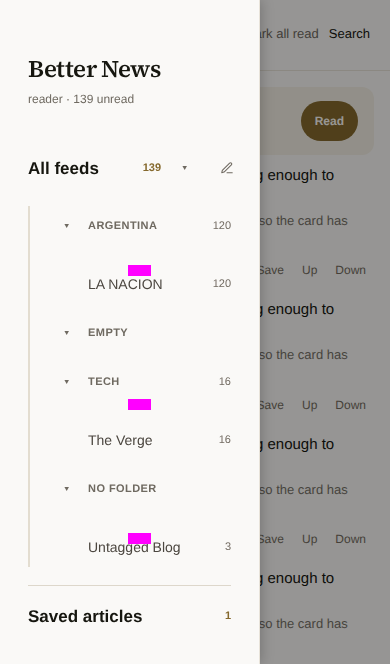 Better News
reader · 139 unread
All feeds 139
ARGENTINA 120
LA NACION 120
EMPTY
TECH 16
The Verge 16
NO FOLDER
Untagged Blog 3
Saved articles 1
all read Search
Read
enough to
so the card has
Save Up Down
enough to
so the card has
Save Up Down
enough to
so the card has
Save Up Down
enough to
so the card has